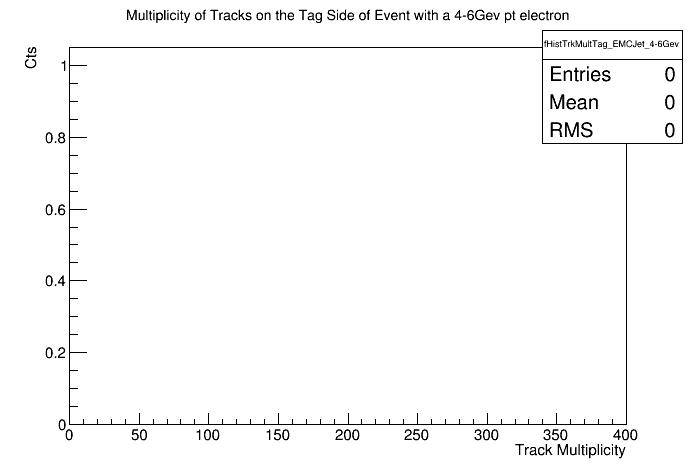 Multiplicity of Tracks on the Tag Side of Event with a 4-6Gev pt electron
fHistTrkMultTag_EMCJet_4-6Gev
Entries 0
Mean 0
RMS 0
Cts
1
0.8
0.6
0.4
0.2
0
0 50 100 150 200 250 300 350 400
Track Multiplicity